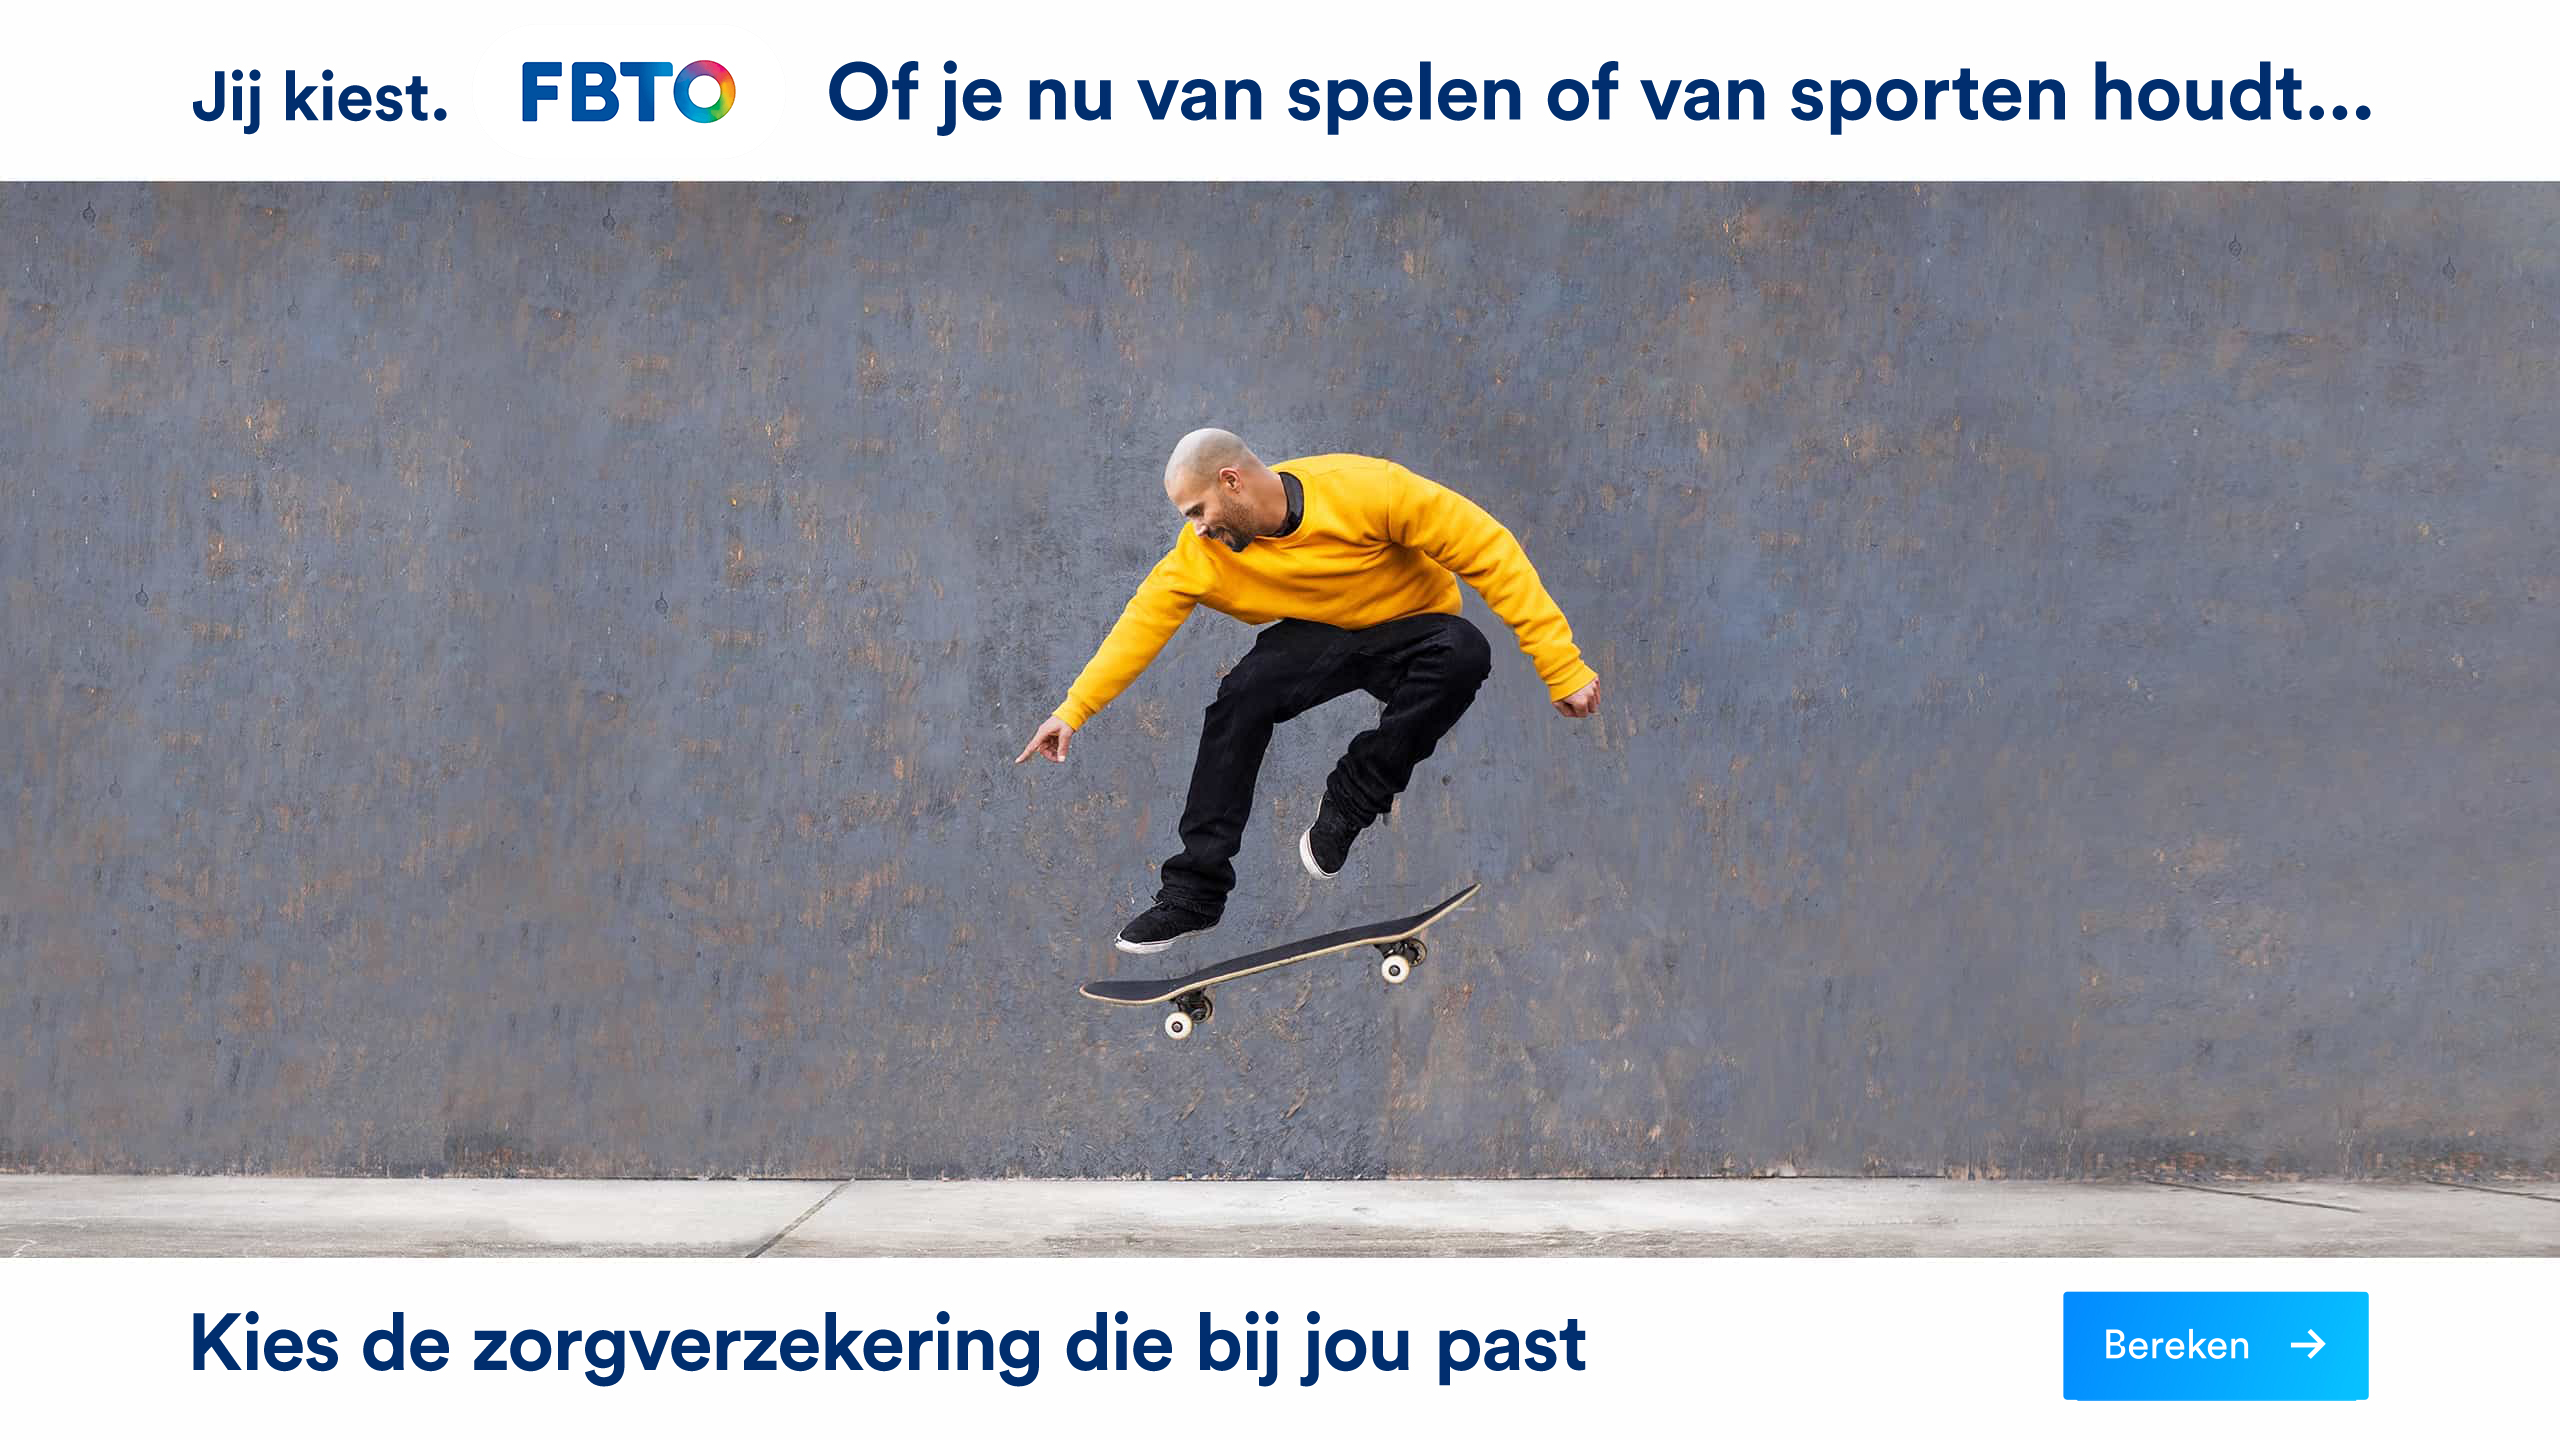 Jij kiest. FBTO Of je nu van spelen of van sporten houdt...
Kies de zorgverzekering die bij jou past
Bereken →